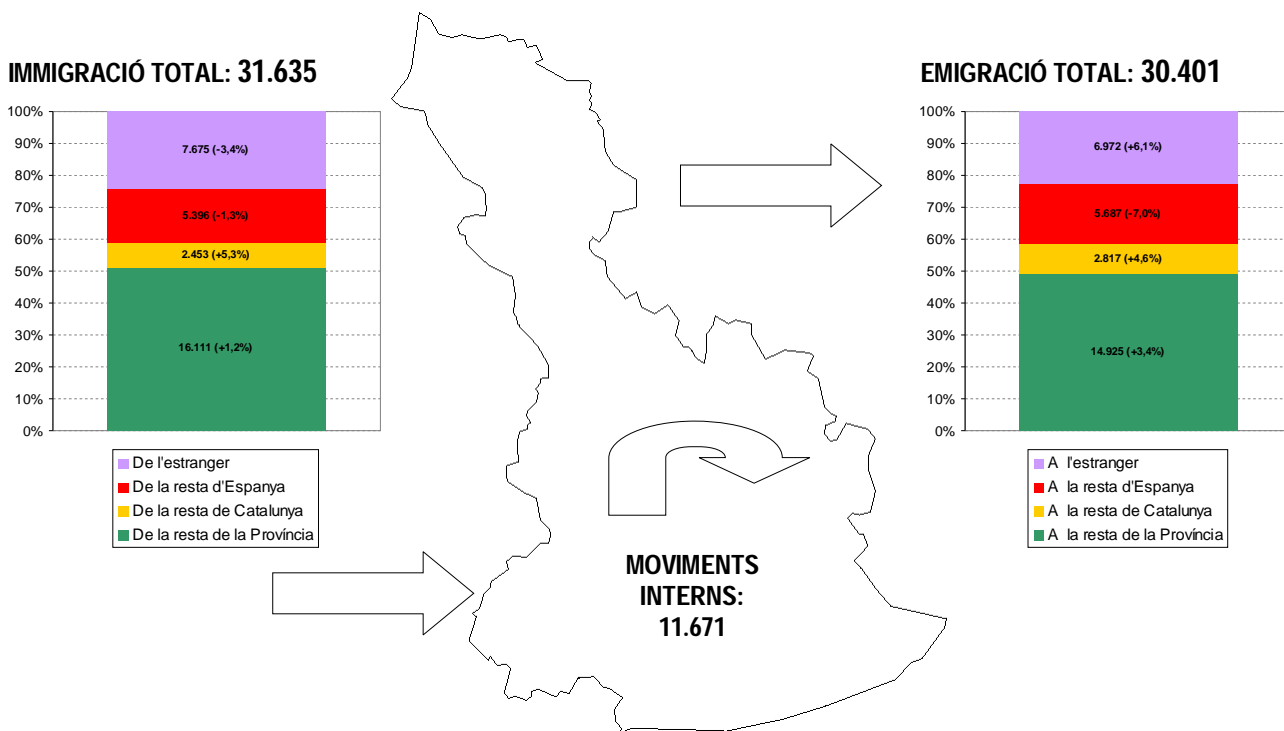 IMMIGRACIÓ TOTAL: 31.635
100%
90%
80%
70%
60%
50%
40%
30%
20%
10%
0%
7.675 (-3,4%)
5.396 (-1,3%)
2.453 (+5,3%)
16.111 (+1,2%)
De l'estranger
De la resta d'Espanya
De la resta de Catalunya
De la resta de la Província
MOVIMENTS
INTERNS:
11.671
EMIGRACIÓ TOTAL: 30.401
100%
90%
80%
70%
60%
50%
40%
30%
20%
10%
0%
6.972 (+6,1%)
5.687 (-7,0%)
2.817 (+4,6%)
14.925 (+3,4%)
A l'estranger
A la resta d'Espanya
A la resta de Catalunya
A la resta de la Província